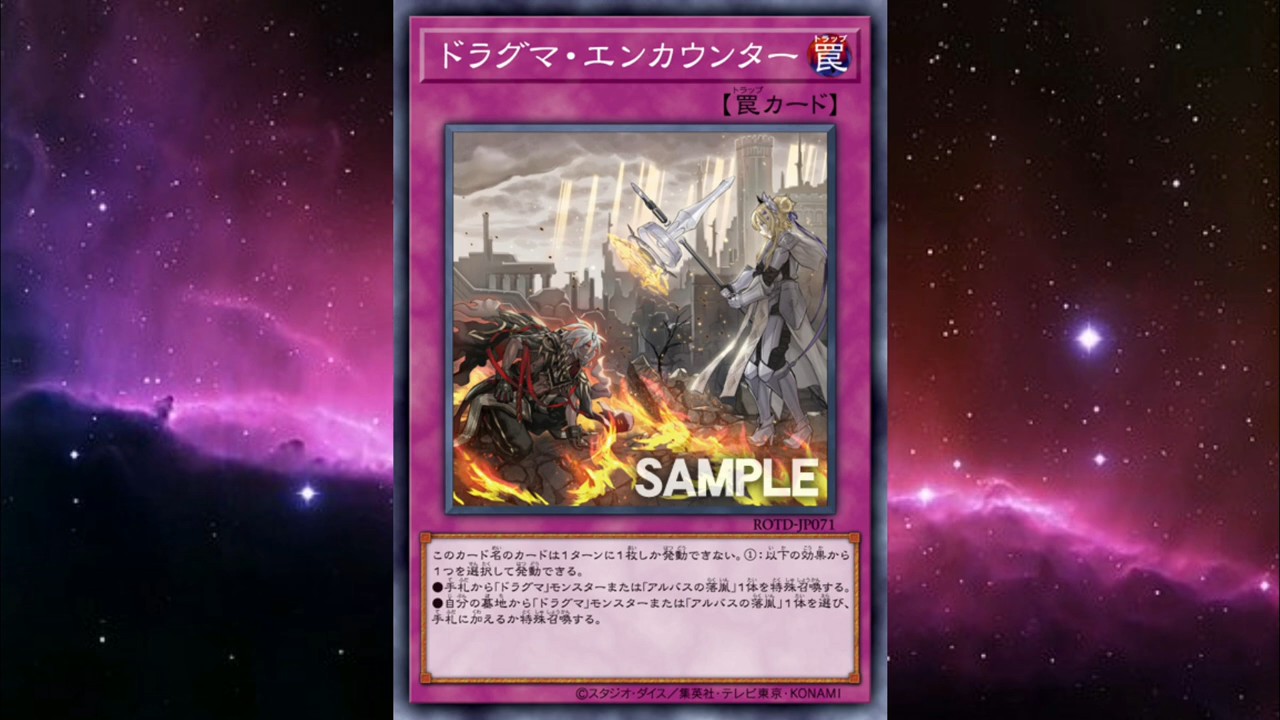 ドラグマ・エンカウンター 罠
トラップ
【罠カード】
トラップ
SAMPLE
ROTD-JP071
このカード名のカードは1ターンに1枚しか発動できない。①:以下の効果から
1つを選択して発動できる。
●手札から「ドラグマ」モンスターまたは「アルバスの落胤」1体を特殊召喚する。
●自分の墓地から「ドラグマ」モンスターまたは「アルバスの落胤」1体を選び、
手札に加えるか特殊召喚する。
©スタジオ・ダイス/集英社・テレビ東京・KONAMI